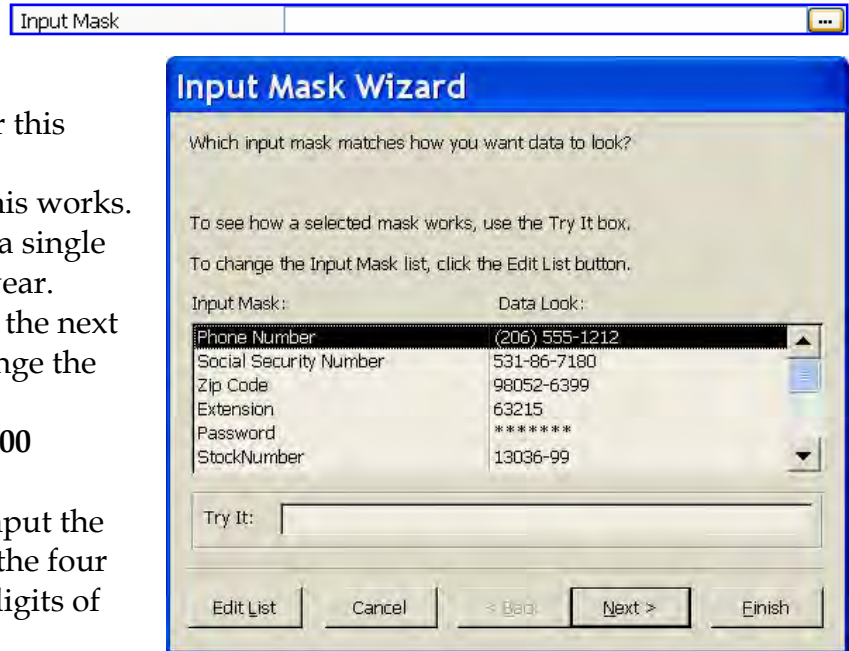 Input Mask
...
r this
his works.
a single
ear.
the next
nge the
00
nput the
the four
ligits of
Input Mask Wizard
Which input mask matches how you want data to look?
To see how a selected mask works, use the Try It box.
To change the Input Mask list, click the Edit List button.
Input Mask: Data Look:
Phone Number (206) 555-1212
Social Security Number 531-86-7180
Zip Code 98052-6399
Extension 63215
Password *******
StockNumber 13036-99
Try It:
Edit List Cancel < Back Next > Finish